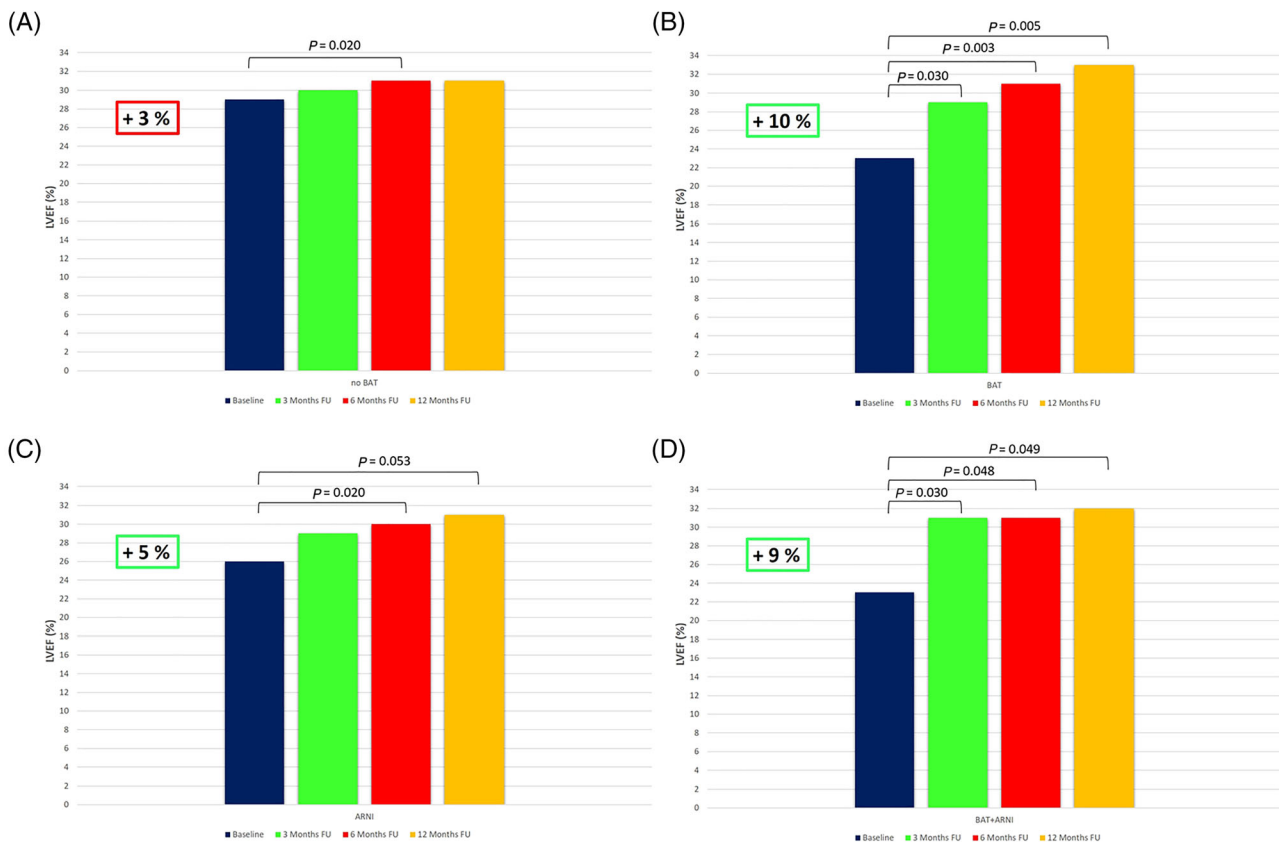 (A)
P = 0.020
34
32
30
28
26
24
22
20
18
16
14
12
10
8
6
4
2
0
LVEF (%)
+ 3 %
no BAT
Baseline 3 Months FU 6 Months FU 12 Months FU
(B)
P = 0.005
P = 0.003
P = 0.030
34
32
30
28
26
24
22
20
18
16
14
12
10
8
6
4
2
0
LVEF (%)
+ 10 %
BAT
Baseline 3 Months FU 6 Months FU 12 Months FU
(C)
P = 0.053
P = 0.020
34
32
30
28
26
24
22
20
18
16
14
12
10
8
6
4
2
0
LVEF (%)
+ 5 %
ARNI
Baseline 3 Months FU 6 Months FU 12 Months FU
(D)
P = 0.049
P = 0.048
P = 0.030
34
32
30
28
26
24
22
20
18
16
14
12
10
8
6
4
2
0
LVEF (%)
+ 9 %
BAT+ARNI
Baseline 3 Months FU 6 Months FU 12 Months FU